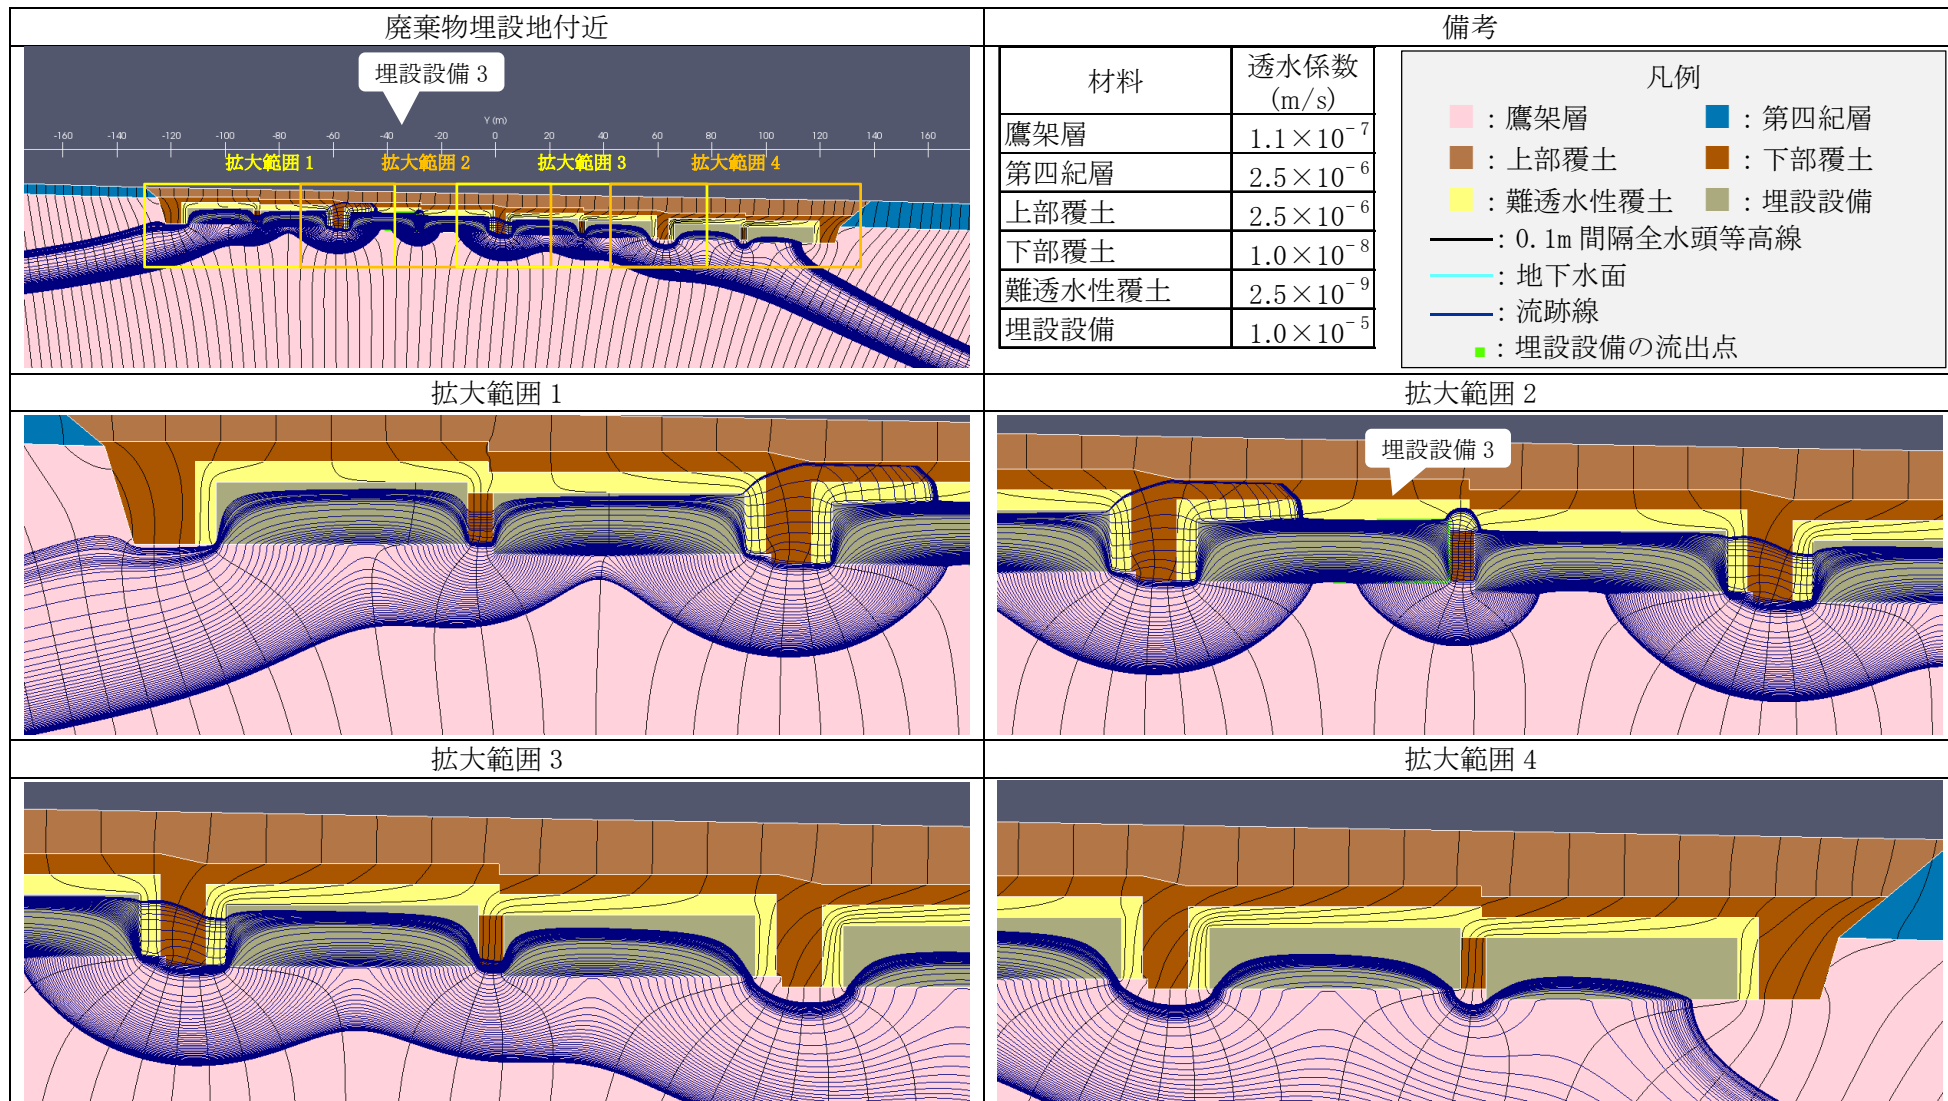 廃棄物埋設地付近
備考
埋設設備 3
Y (m)
-160 -140 -120 -100 -80 -60 -40 -20 0 20 40 60 80 100 120 140 160
拡大範囲 1 拡大範囲 2 拡大範囲 3 拡大範囲 4
材料 透水係数 (m/s)
鷹架層 1.1×10⁻⁷
第四紀層 2.5×10⁻⁶
上部覆土 2.5×10⁻⁶
下部覆土 1.0×10⁻⁸
難透水性覆土 2.5×10⁻⁹
埋設設備 1.0×10⁻⁵
凡例
：鷹架層 ：第四紀層
：上部覆土 ：下部覆土
：難透水性覆土 ：埋設設備
：0.1m 間隔全水頭等高線
：地下水面
：流跡線
：埋設設備の流出点
拡大範囲 1
拡大範囲 2
埋設設備 3
拡大範囲 3
拡大範囲 4